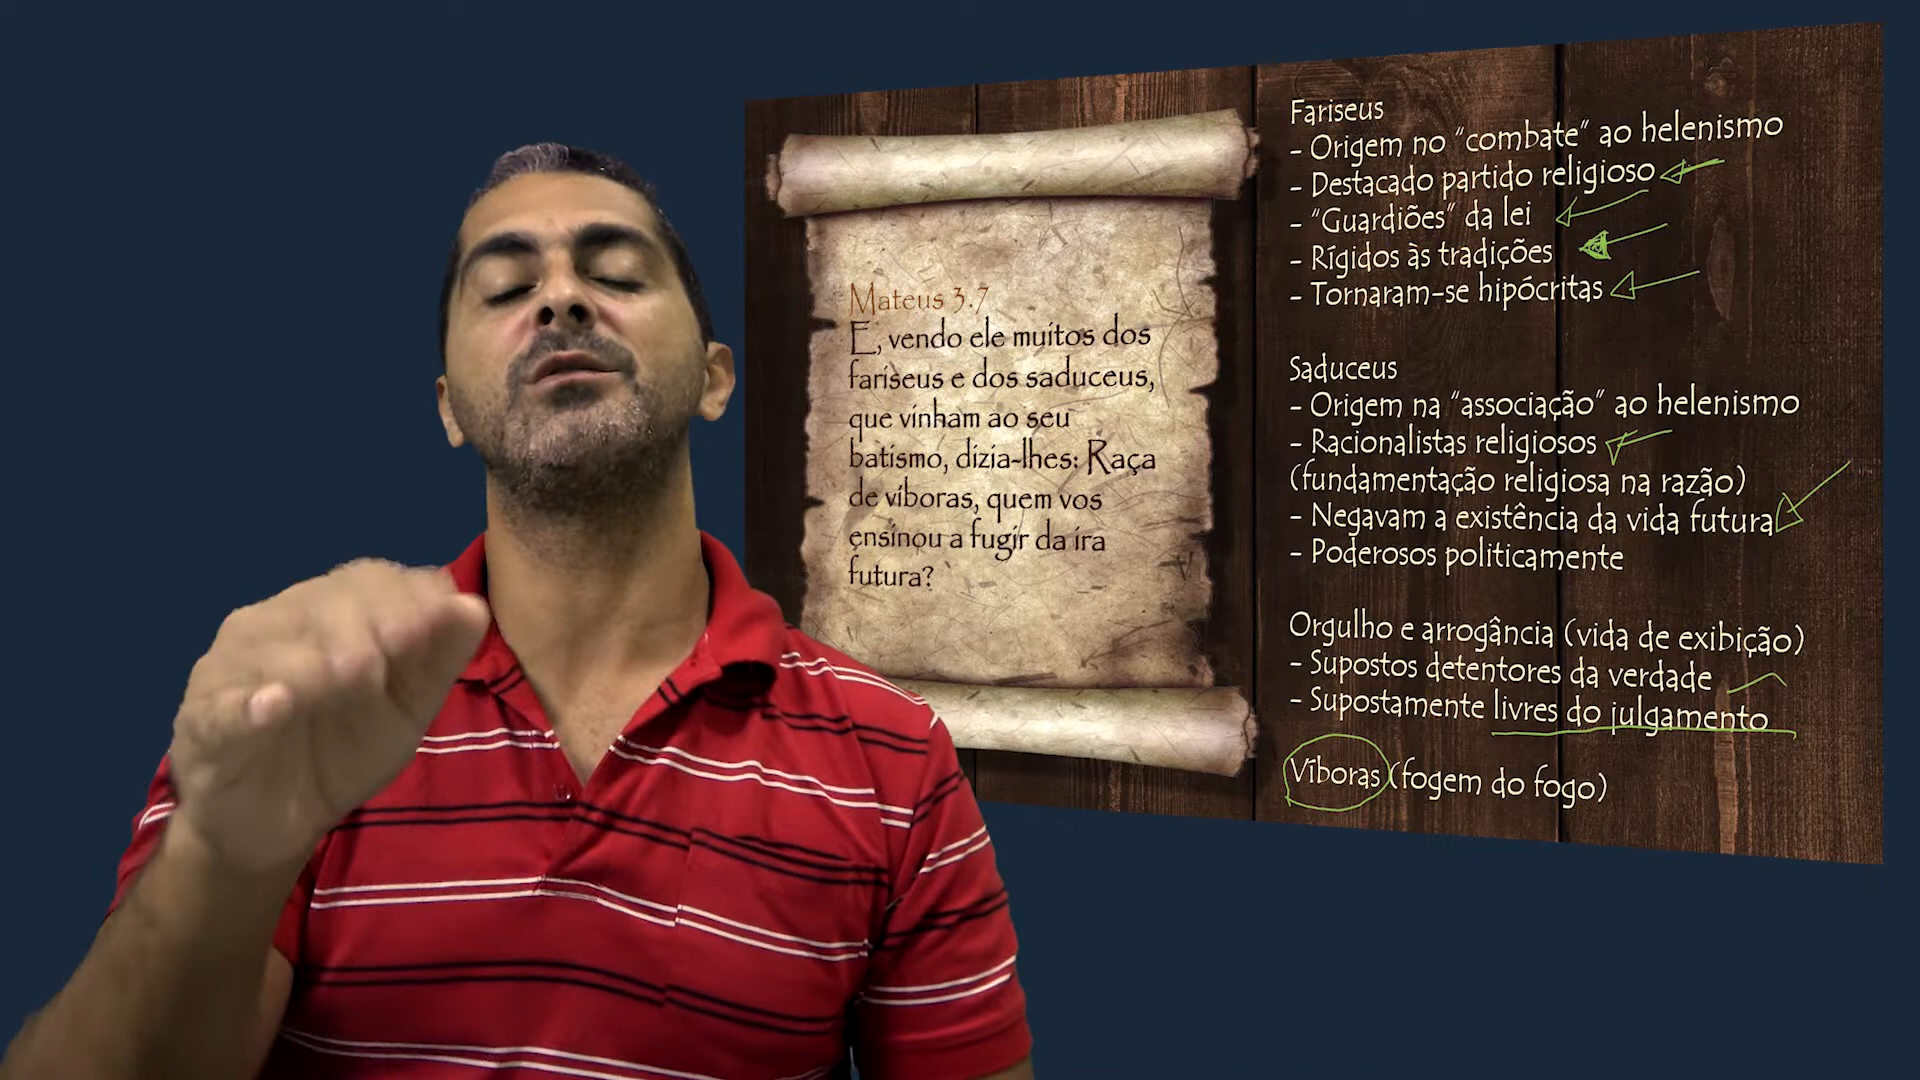 Mateus 3.7
E, vendo ele muitos dos
fariseus e dos saduceus,
que vinham ao seu
batismo, dizia-lhes: Raça
de víboras, quem vos
ensinou a fugir da ira
futura?
Fariseus
- Origem no "combate" ao helenismo
- Destacado partido religioso
- "Guardiões" da lei
- Rígidos às tradições
- Tornaram-se hipócritas
Saduceus
- Origem na "associação" ao helenismo
- Racionalistas religiosos
(fundamentação religiosa na razão)
- Negavam a existência da vida futura
- Poderosos politicamente
Orgulho e arrogância (vida de exibição)
- Supostos detentores da verdade
- Supostamente livres do julgamento
Víboras (fogem do fogo)